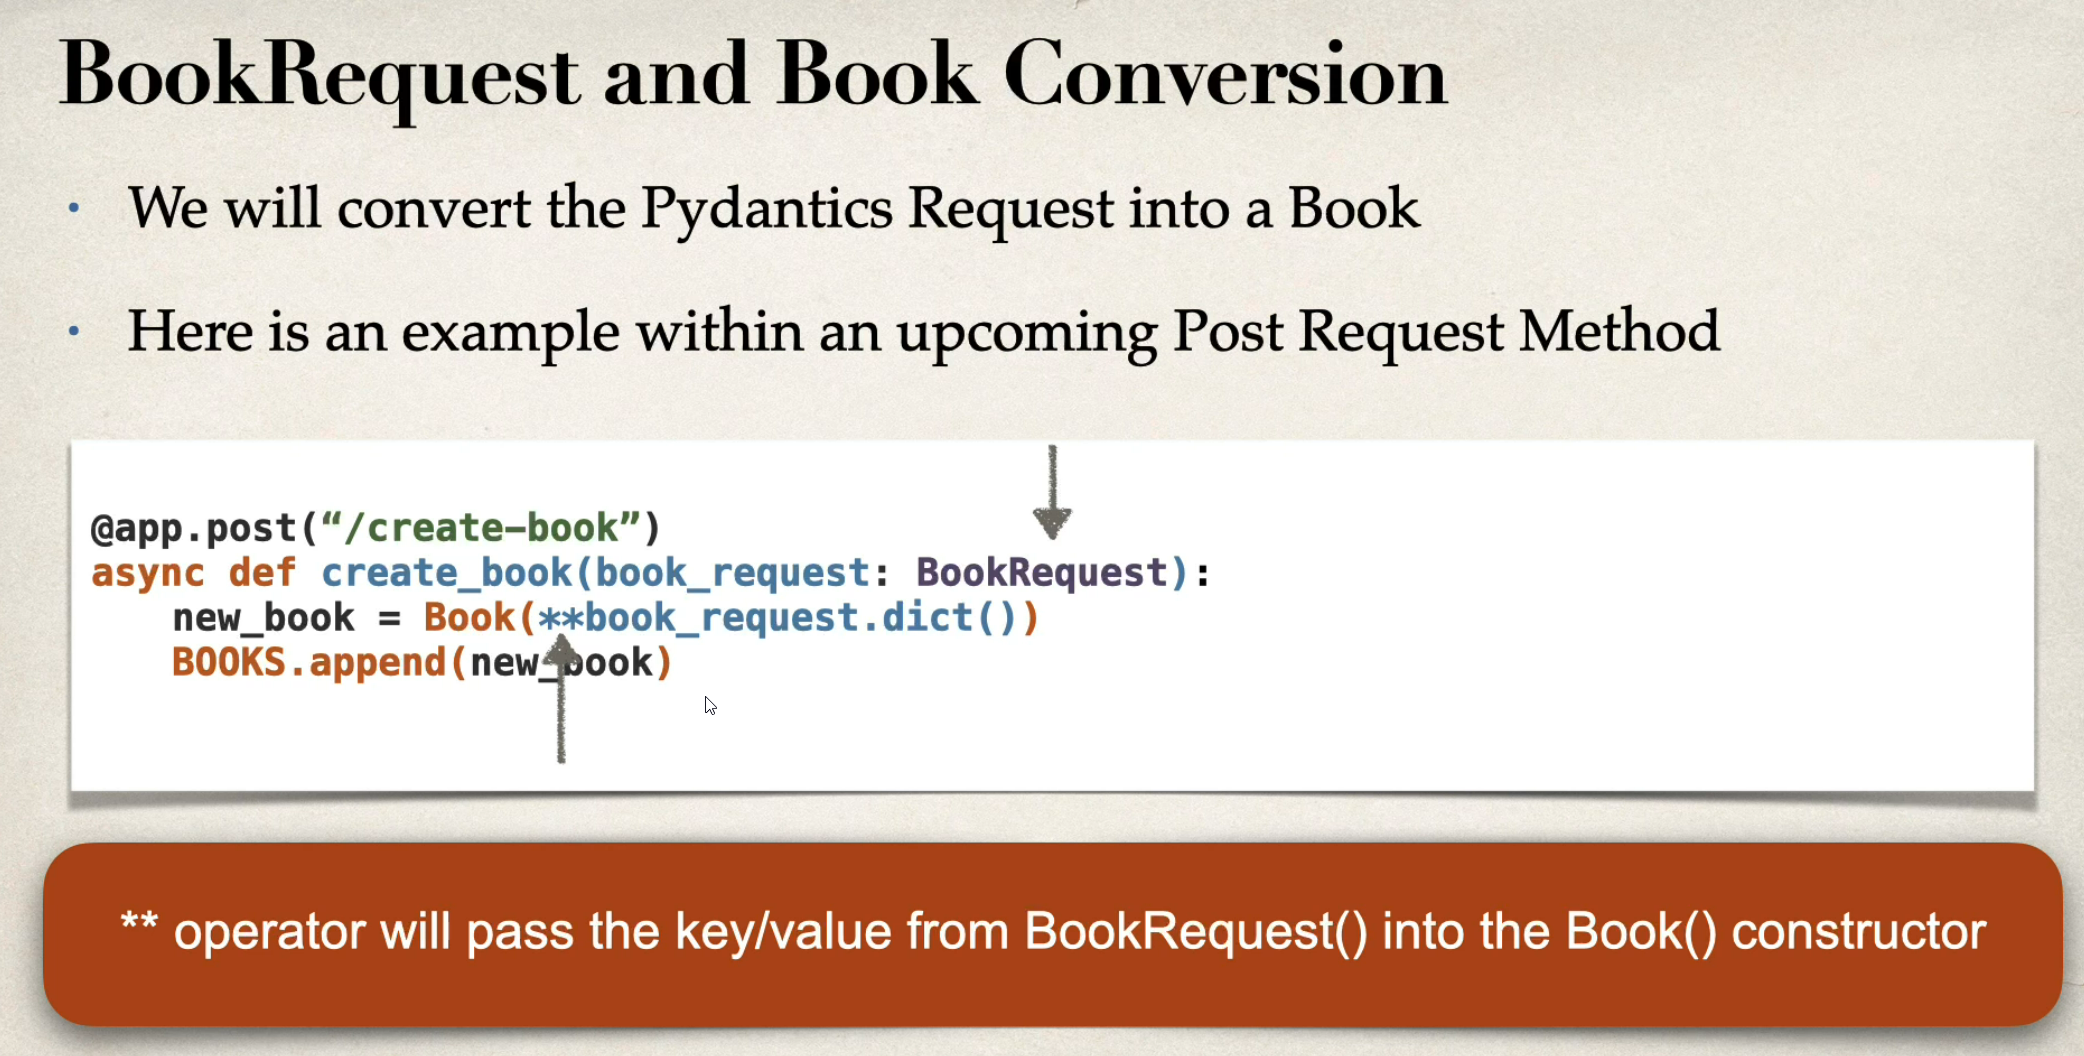 BookRequest and Book Conversion
• We will convert the Pydantics Request into a Book
• Here is an example within an upcoming Post Request Method
@app.post(“/create-book”)
async def create_book(book_request: BookRequest):
    new_book = Book(**book_request.dict())
    BOOKS.append(new_book)
** operator will pass the key/value from BookRequest() into the Book() constructor